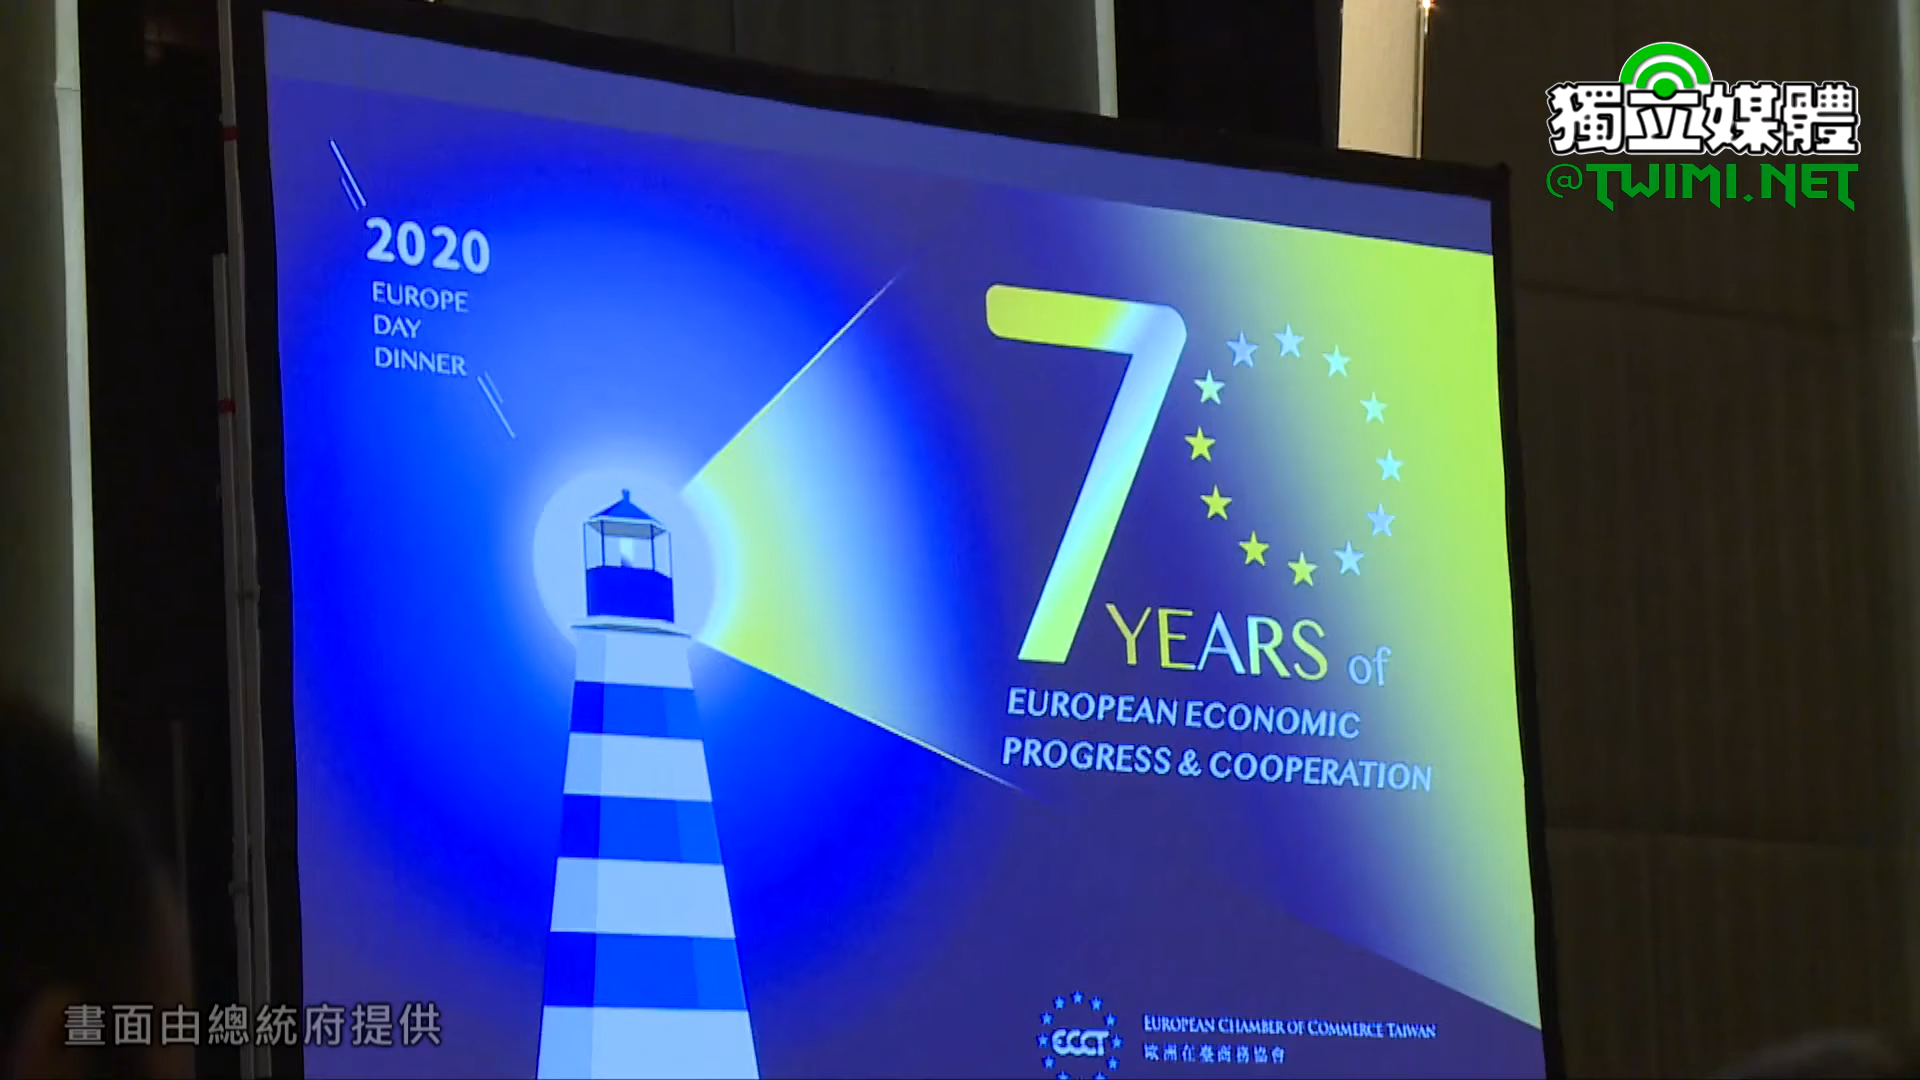 獨立媒體
@TWIMI.NET
2020
EUROPE
DAY
DINNER
70
YEARS of
EUROPEAN ECONOMIC
PROGRESS & COOPERATION
ECCT
EUROPEAN CHAMBER OF COMMERCE TAIWAN
歐洲在臺商務協會
畫面由總統府提供